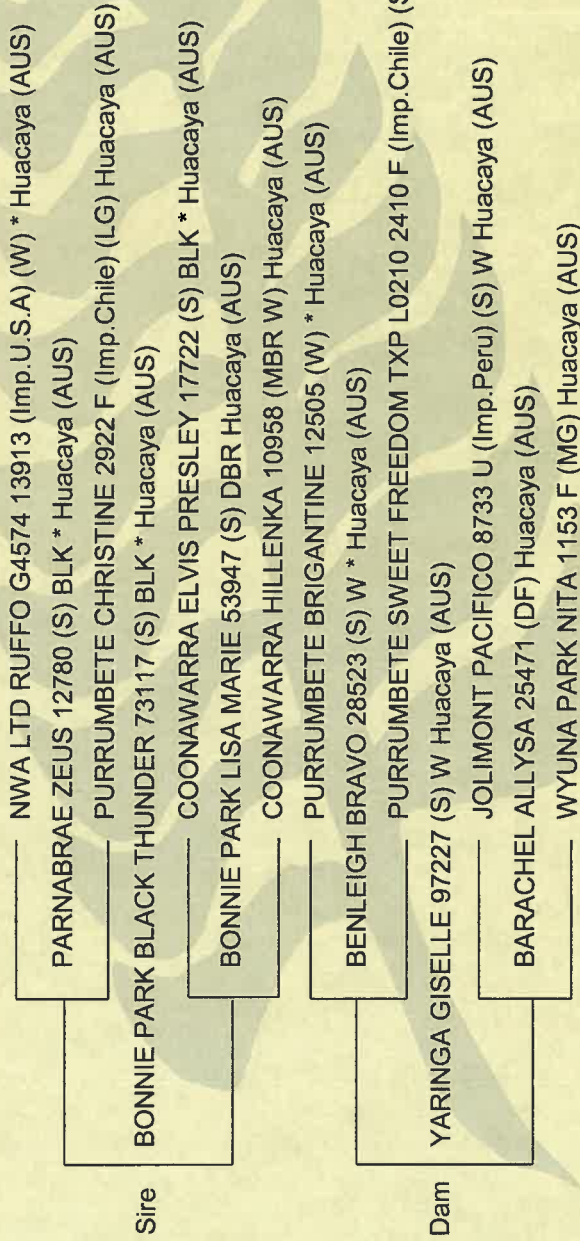 NWA LTD RUFFO G4574 13913 (Imp.U.S.A) (W) * Huacaya (AUS)
PARNABRAE ZEUS 12780 (S) BLK * Huacaya (AUS)
PURRUMBETE CHRISTINE 2922 F (Imp.Chile) (LG) Huacaya (AUS)
Sire BONNIE PARK BLACK THUNDER 73117 (S) BLK * Huacaya (AUS)
COONAWARRA ELVIS PRESLEY 17722 (S) BLK * Huacaya (AUS)
BONNIE PARK LISA MARIE 53947 (S) DBR Huacaya (AUS)
COONAWARRA HILLENKA 10958 (MBR W) Huacaya (AUS)
PURRUMBETE BRIGANTINE 12505 (W) * Huacaya (AUS)
BENLEIGH BRAVO 28523 (S) W * Huacaya (AUS)
PURRUMBETE SWEET FREEDOM TXP L0210 2410 F (Imp.Chile) (S
Dam YARINGA GISELLE 97227 (S) W Huacaya (AUS)
JOLIMONT PACIFICO 8733 U (Imp.Peru) (S) W Huacaya (AUS)
BARACHEL ALLYSA 25471 (DF) Huacaya (AUS)
WYUNA PARK NITA 1153 F (MG) Huacaya (AUS)